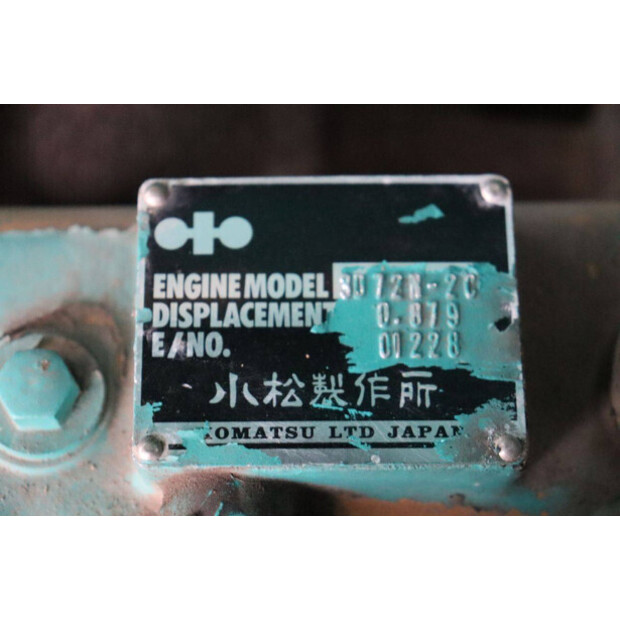 ENGINE MODEL 3D72N-2C
DISPLACEMENT 0.879
E/NO. 01228
小松製作所
KOMATSU LTD JAPAN